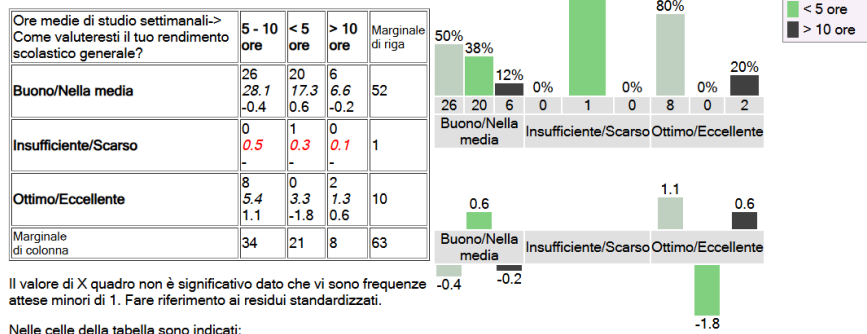 Ore medie di studio settimanali->
Come valuteresti il tuo rendimento
scolastico generale?
5 - 10
ore
< 5
ore
> 10
ore
Marginale
di riga
Buono/Nella media
26
28.1
-0.4
20
17.3
0.6
6
6.6
-0.2
52
Insufficiente/Scarso
0
0.5
-
1
0.3
-
0
0.1
-
1
Ottimo/Eccellente
8
5.4
1.1
0
3.3
-1.8
2
1.3
0.6
10
Marginale
di colonna
34
21
8
63
Il valore di X quadro non è significativo dato che vi sono frequenze
attese minori di 1. Fare riferimento ai residui standardizzati.
Nelle celle della tabella sono indicati:
< 5 ore
> 10 ore
50%
38%
12%
0%
0%
80%
0%
20%
26 20 6 0 1 0 8 0 2
Buono/Nella
media
Insufficiente/Scarso
Ottimo/Eccellente
0.6
1.1
0.6
Buono/Nella
media
Insufficiente/Scarso
Ottimo/Eccellente
-0.4
-0.2
-1.8